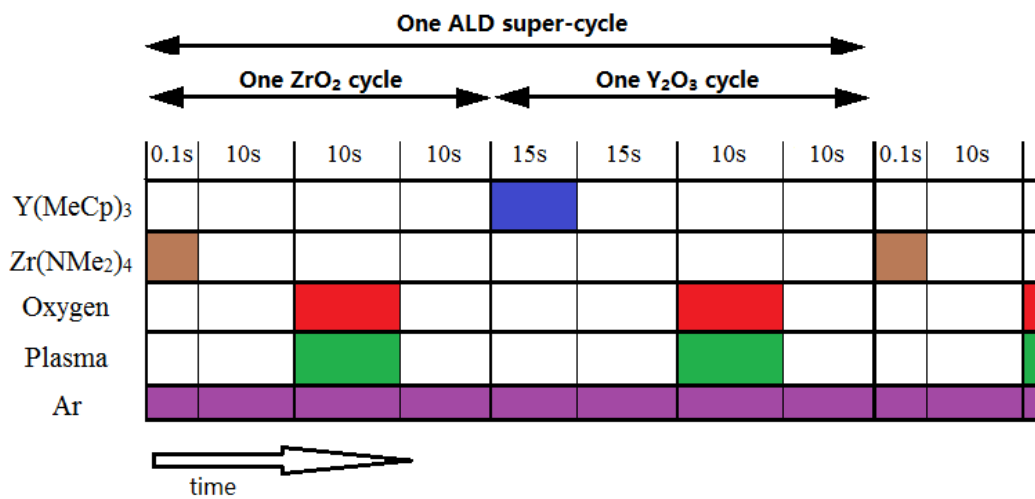 One ALD super-cycle
One ZrO₂ cycle One Y₂O₃ cycle
0.1s 10s 10s 10s 15s 15s 10s 10s 0.1s 10s
Y(MeCp)₃
Zr(NMe₂)₄
Oxygen
Plasma
Ar
time